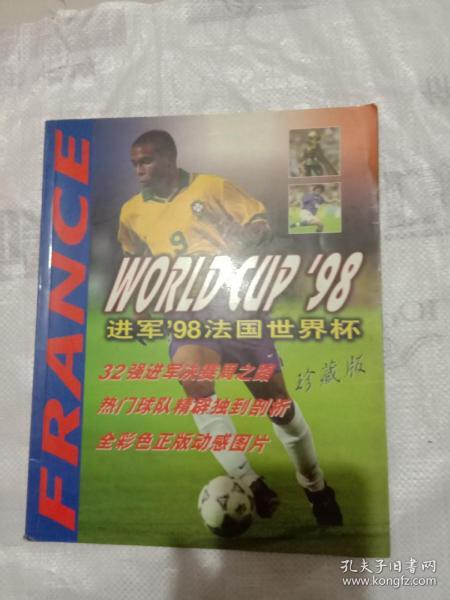 FRANCE
9
WORLD CUP '98
进军'98法国世界杯
珍藏版
32强进军决赛周之路
热门球队精辟独到剖析
全彩色正版动感图片
孔夫子旧书网
www.kongfz.com